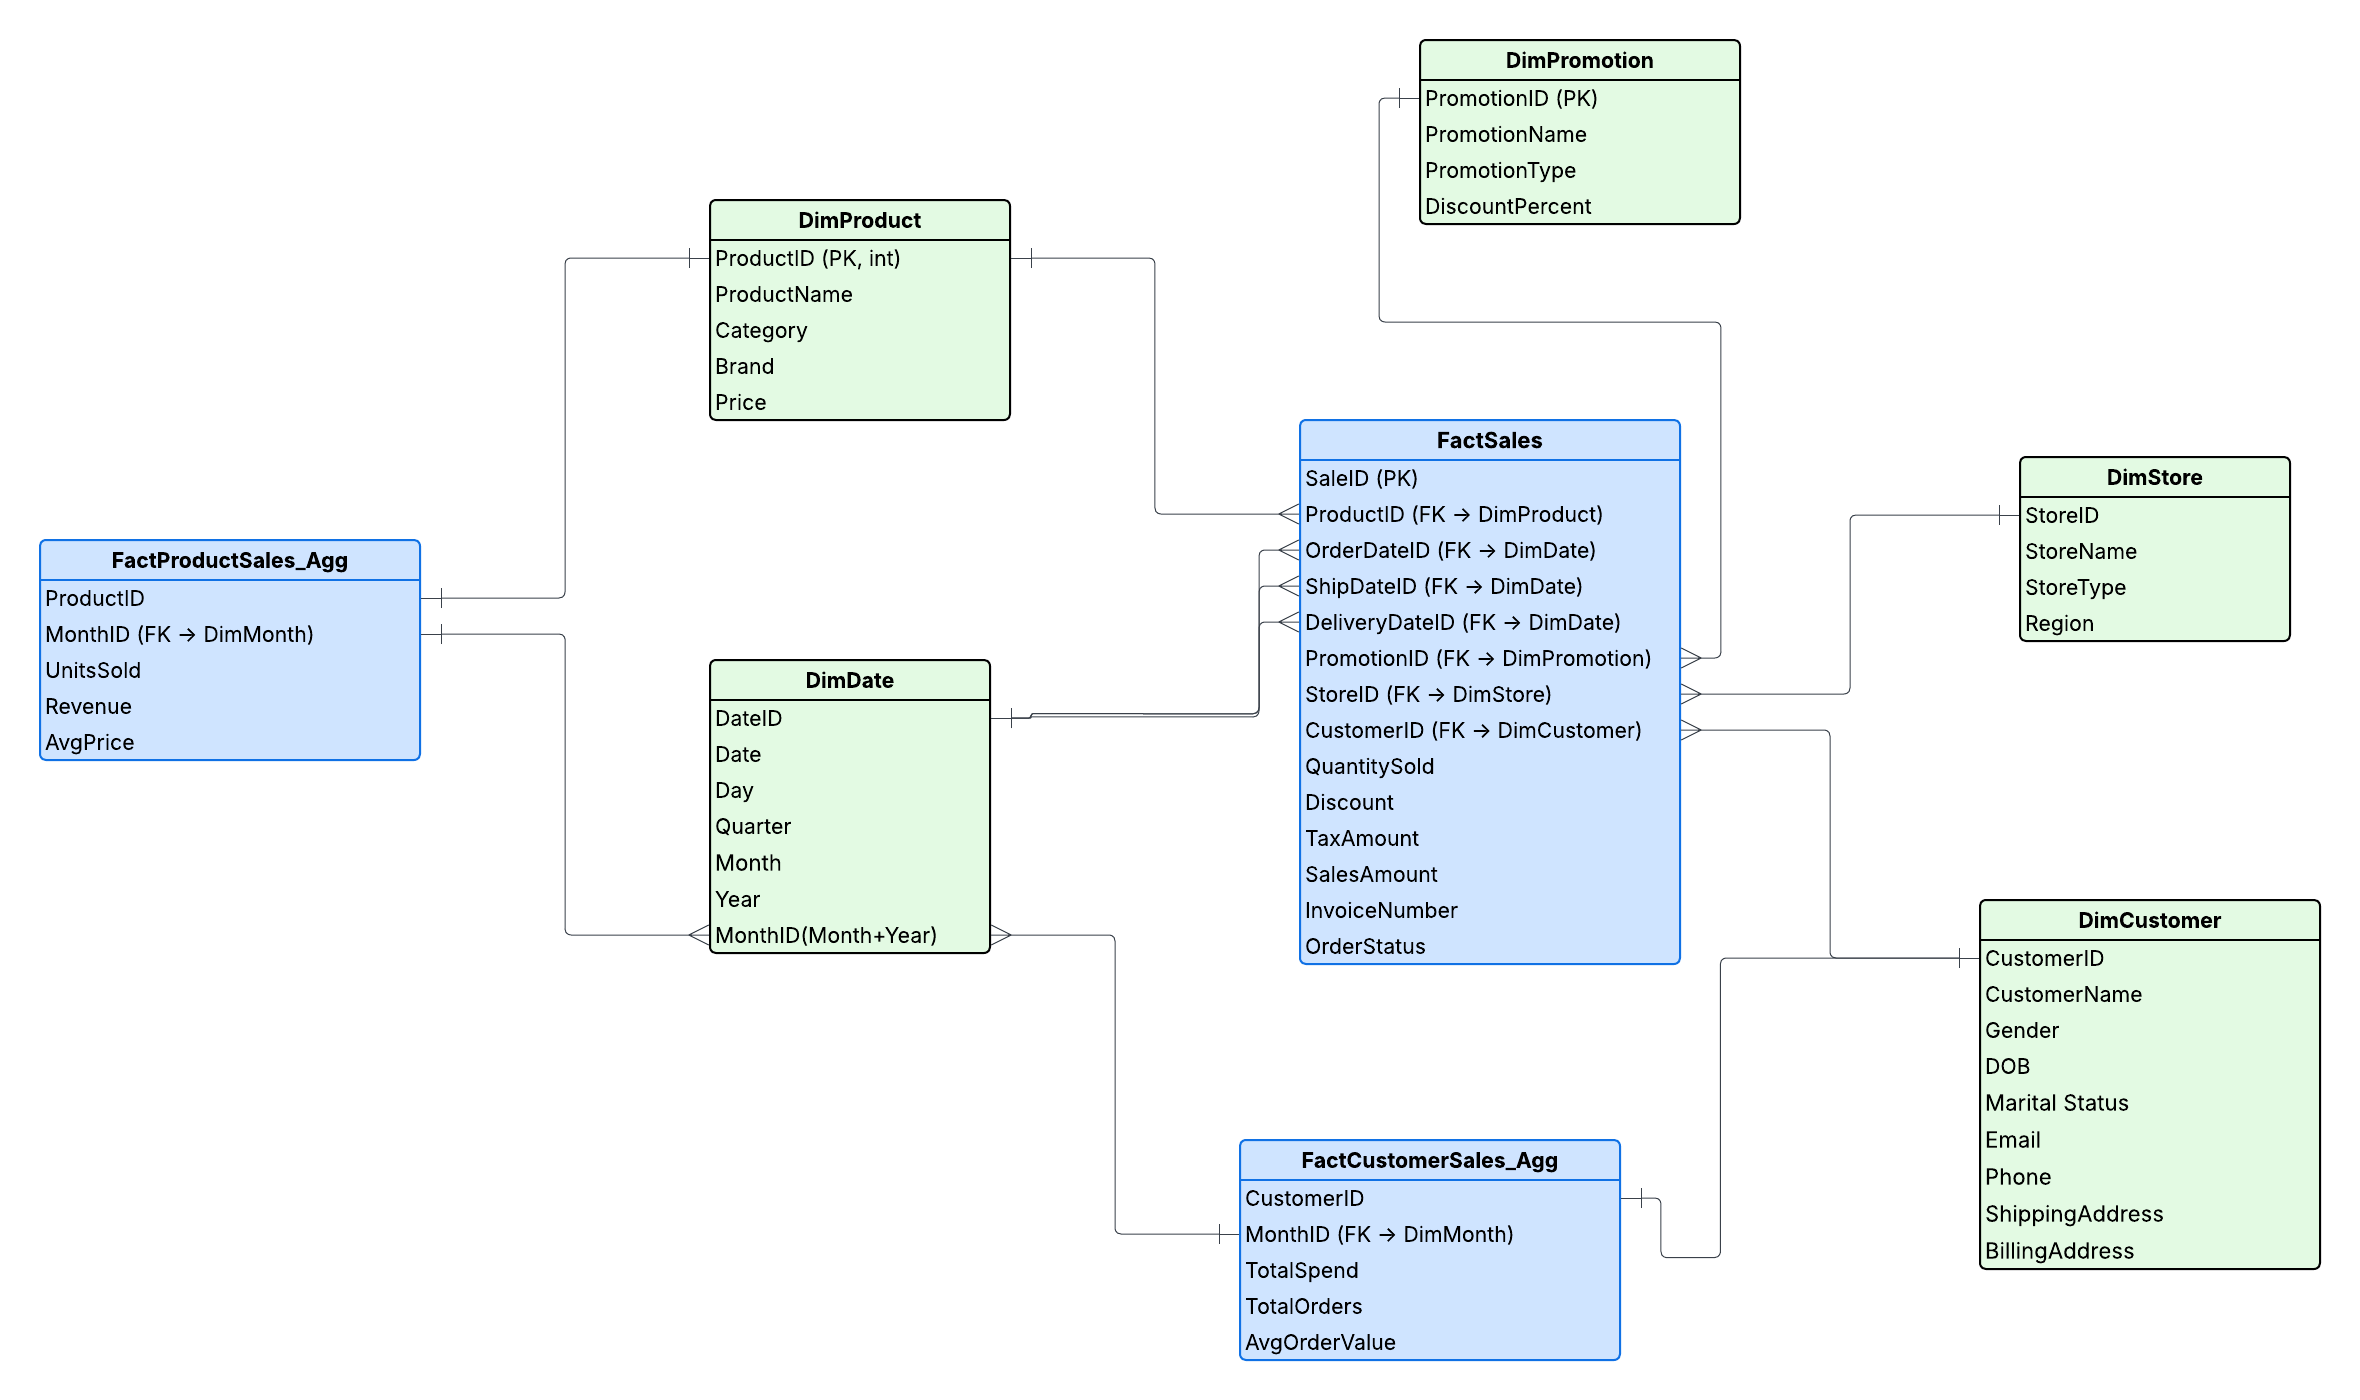 DimPromotion
PromotionID (PK)
PromotionName
PromotionType
DiscountPercent
DimProduct
ProductID (PK, int)
ProductName
Category
Brand
Price
FactSales
SaleID (PK)
ProductID (FK → DimProduct)
OrderDateID (FK → DimDate)
ShipDateID (FK → DimDate)
DeliveryDateID (FK → DimDate)
PromotionID (FK → DimPromotion)
StoreID (FK → DimStore)
CustomerID (FK → DimCustomer)
QuantitySold
Discount
TaxAmount
SalesAmount
InvoiceNumber
OrderStatus
DimStore
StoreID
StoreName
StoreType
Region
FactProductSales_Agg
ProductID
MonthID (FK → DimMonth)
UnitsSold
Revenue
AvgPrice
DimDate
DateID
Date
Day
Quarter
Month
Year
MonthID(Month+Year)
DimCustomer
CustomerID
CustomerName
Gender
DOB
Marital Status
Email
Phone
ShippingAddress
BillingAddress
FactCustomerSales_Agg
CustomerID
MonthID (FK → DimMonth)
TotalSpend
TotalOrders
AvgOrderValue